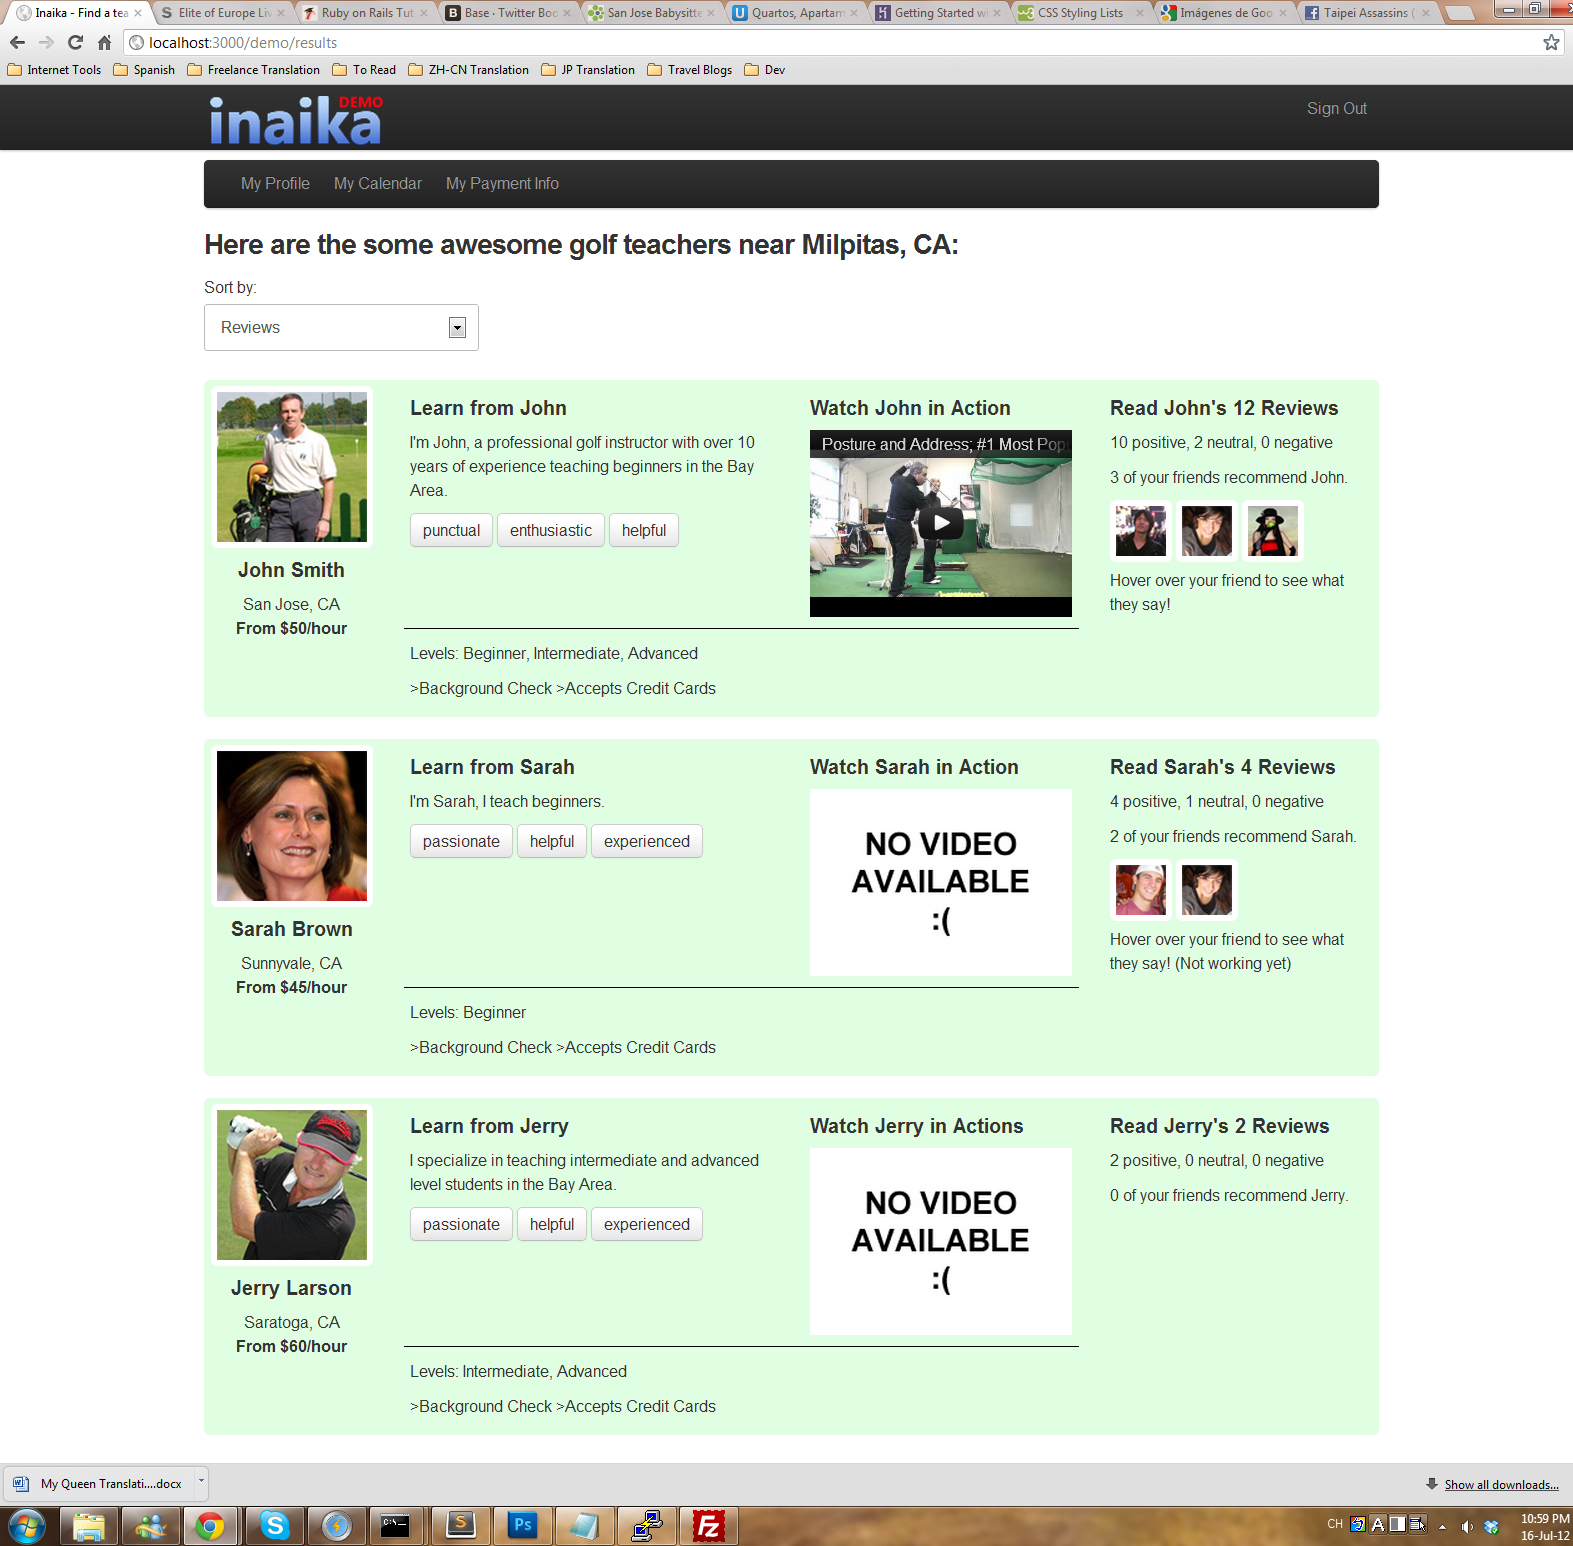 Inaika - Find a tea
Elite of Europe Liv
Ruby on Rails Tut
Base · Twitter Boo
San Jose Babysitte
Quartos, Apartam
Getting Started wi
CSS Styling Lists
Imágenes de Goo
Taipei Assassins (
localhost:3000/demo/results
Internet Tools
Spanish
Freelance Translation
To Read
ZH-CN Translation
JP Translation
Travel Blogs
Dev
inaika DEMO
Sign Out
My Profile
My Calendar
My Payment Info
Here are the some awesome golf teachers near Milpitas, CA:
Sort by:
Reviews
John Smith
San Jose, CA
From $50/hour
Learn from John
I'm John, a professional golf instructor with over 10
years of experience teaching beginners in the Bay
Area.
punctual
enthusiastic
helpful
Watch John in Action
Posture and Address; #1 Most Pop
Read John's 12 Reviews
10 positive, 2 neutral, 0 negative
3 of your friends recommend John.
Hover over your friend to see what
they say!
Levels: Beginner, Intermediate, Advanced
>Background Check >Accepts Credit Cards
Sarah Brown
Sunnyvale, CA
From $45/hour
Learn from Sarah
I'm Sarah, I teach beginners.
passionate
helpful
experienced
Watch Sarah in Action
NO VIDEO
AVAILABLE
:(
Read Sarah's 4 Reviews
4 positive, 1 neutral, 0 negative
2 of your friends recommend Sarah.
Hover over your friend to see what
they say! (Not working yet)
Levels: Beginner
>Background Check >Accepts Credit Cards
Jerry Larson
Saratoga, CA
From $60/hour
Learn from Jerry
I specialize in teaching intermediate and advanced
level students in the Bay Area.
passionate
helpful
experienced
Watch Jerry in Actions
NO VIDEO
AVAILABLE
:(
Read Jerry's 2 Reviews
2 positive, 0 neutral, 0 negative
0 of your friends recommend Jerry.
Levels: Intermediate, Advanced
>Background Check >Accepts Credit Cards
My Queen Translati....docx
Show all downloads...
CH
10:59 PM
16-Jul-12